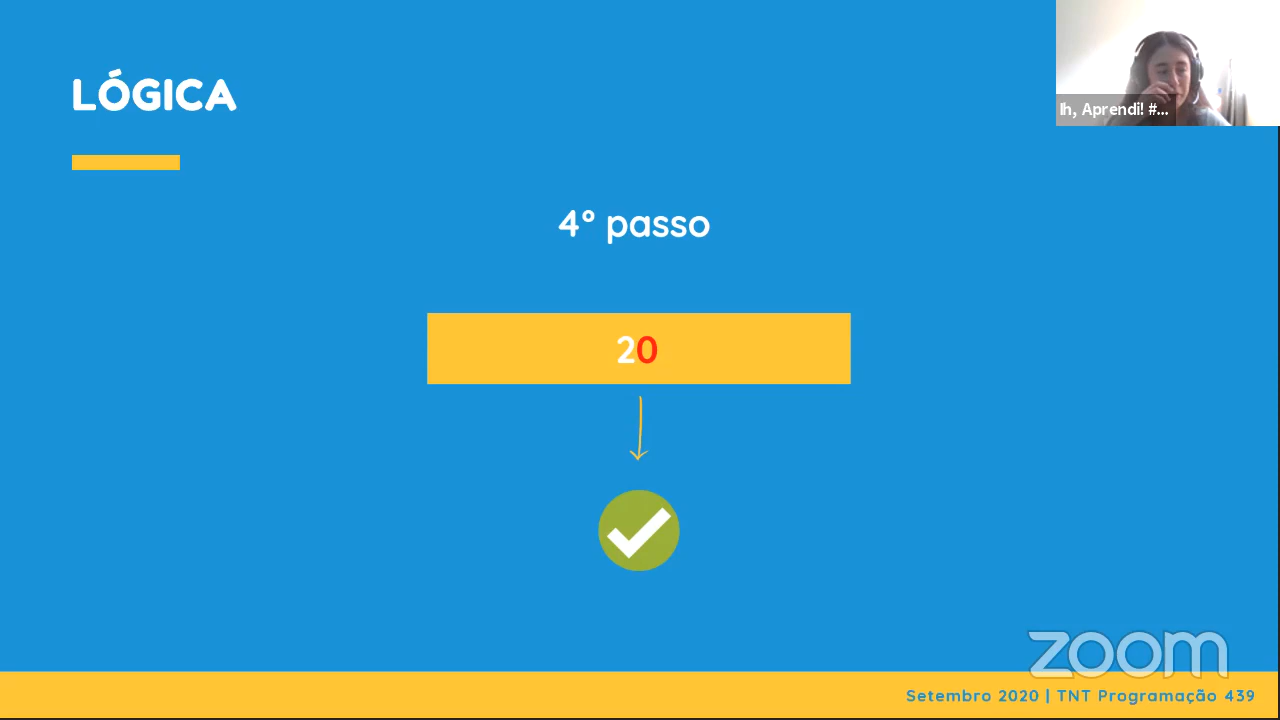 LÓGICA
Ih, Aprendi! #...
4º passo
20
zoom
Setembro 2020 | TNT Programação 439